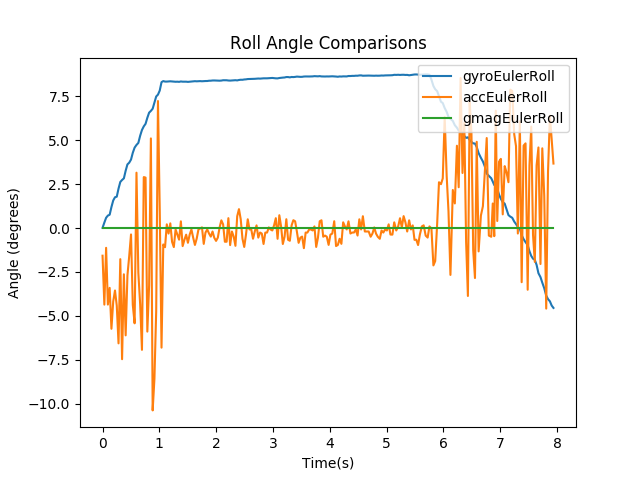 Roll Angle Comparisons
gyroEulerRoll
accEulerRoll
gmagEulerRoll
7.5
5.0
2.5
0.0
−2.5
−5.0
−7.5
−10.0
Angle (degrees)
0 1 2 3 4 5 6 7 8
Time(s)